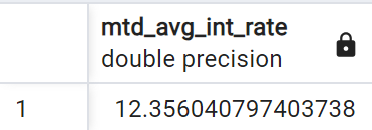 mtd_avg_int_rate
double precision
1
12.356040797403738